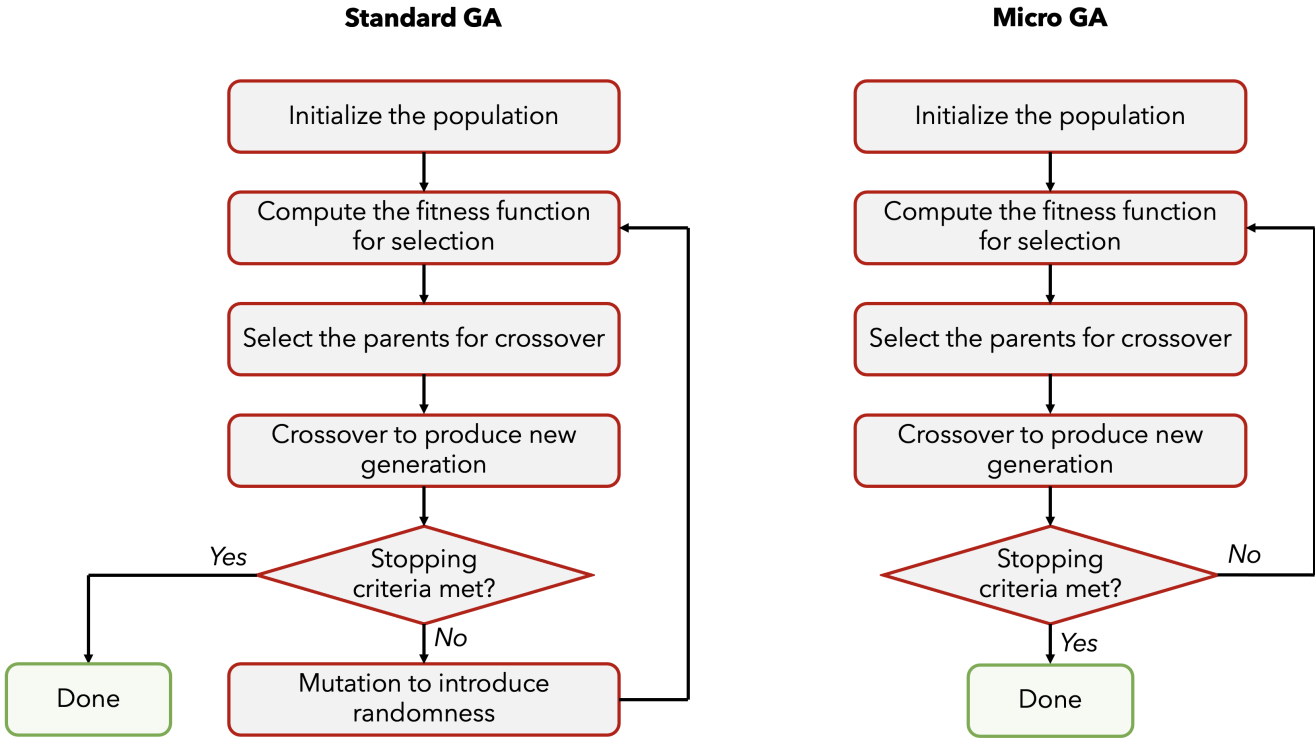 Standard GA
Initialize the population
Compute the fitness function
for selection
Select the parents for crossover
Crossover to produce new
generation
Stopping
criteria met?
Yes
No
Done
Mutation to introduce
randomness
Micro GA
Initialize the population
Compute the fitness function
for selection
Select the parents for crossover
Crossover to produce new
generation
Stopping
criteria met?
No
Yes
Done